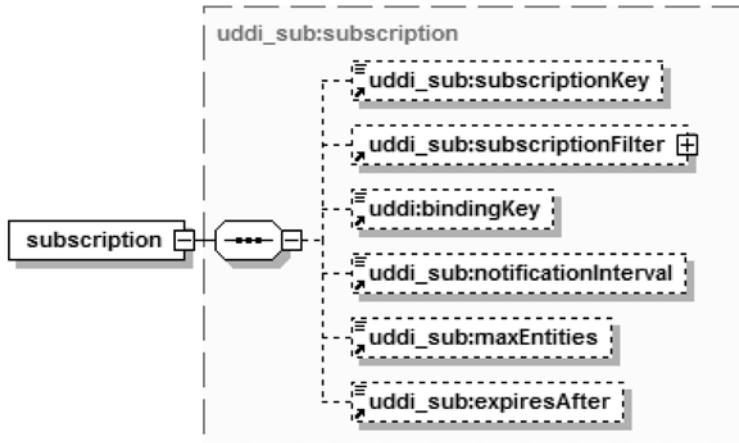 uddi_sub:subscription
uddi_sub:subscriptionKey
uddi_sub:subscriptionFilter
uddi:bindingKey
subscription
uddi_sub:notificationInterval
uddi_sub:maxEntities
uddi_sub:expiresAfter